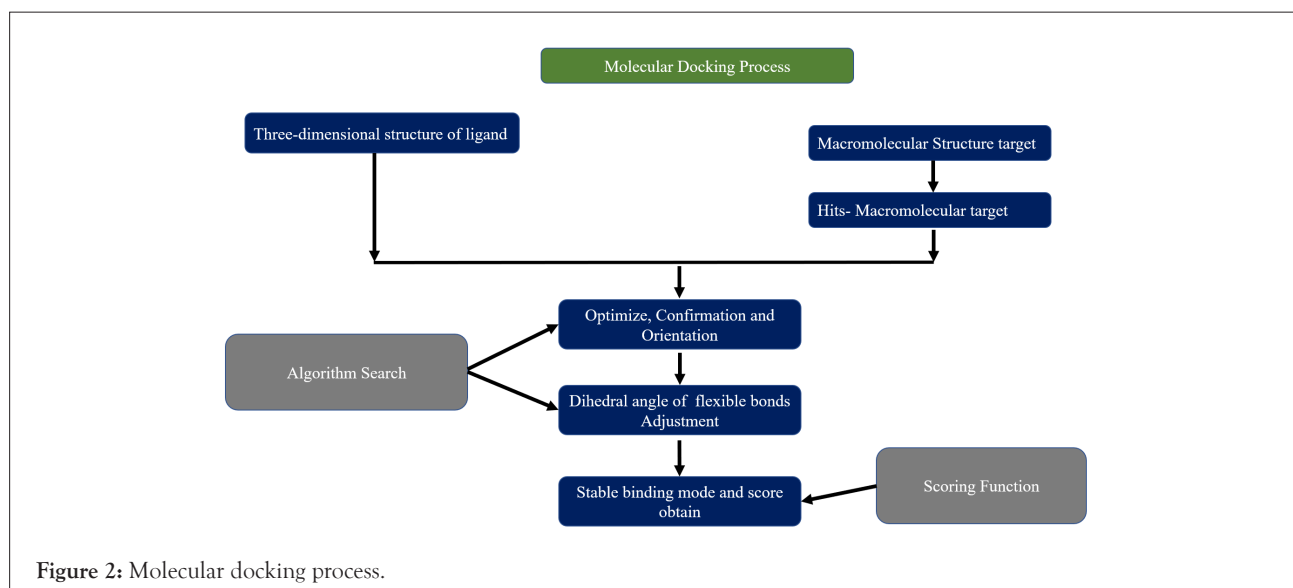 Molecular Docking Process
Three-dimensional structure of ligand
Macromolecular Structure target
Hits- Macromolecular target
Optimize, Confirmation and
Orientation
Algorithm Search
Dihedral angle of flexible bonds
Adjustment
Stable binding mode and score
obtain
Scoring Function
Figure 2: Molecular docking process.